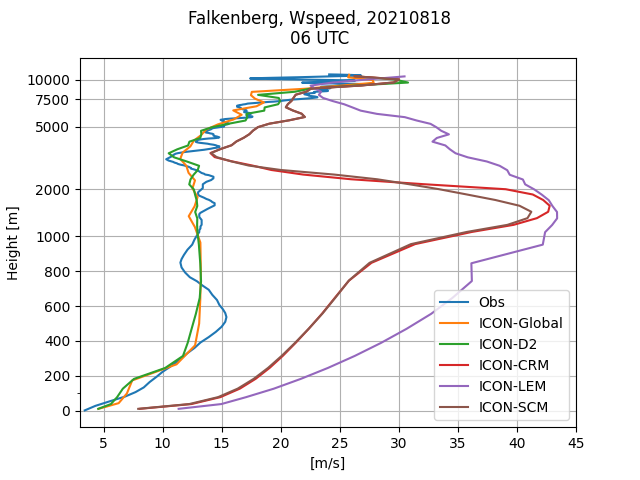 Falkenberg, Wspeed, 20210818
06 UTC
10000
7500
5000
2000
1000
800
600
400
200
0
Height [m]
5 10 15 20 25 30 35 40 45
[m/s]
Obs
ICON-Global
ICON-D2
ICON-CRM
ICON-LEM
ICON-SCM